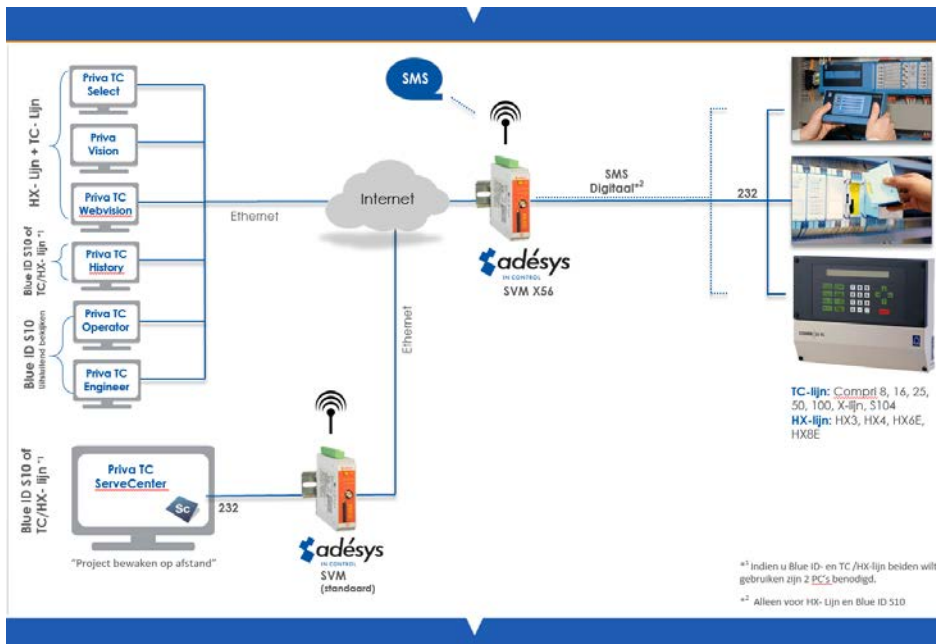 HX- Lijn + TC- Lijn
Priva TC
Select
Priva
Vision
Priva TC
Webvision
Blue ID S10 of
TC/HX- lijn *1
Priva TC
History
Blue ID S10
Uitsluitend bekijken
Priva TC
Operator
Priva TC
Engineer
Blue ID S10 of
TC/HX- lijn *1
Priva TC
ServeCenter
Sc
"Project bewaken op afstand"
232
Ethernet
Internet
Ethernet
SMS
adésys
IN CONTROL
SVM X56
adésys
IN CONTROL
SVM
(standaard)
SMS
Digitaal*2
232
TC-lijn: Compri 8, 16, 25,
50, 100, X-lijn, S104
HX-lijn: HX3, HX4, HX6E,
HX8E
*1 Indien u Blue ID- en TC /HX-lijn beiden wilt
gebruiken zijn 2 PC's benodigd.
*2 Alleen voor HX- Lijn en Blue ID S10